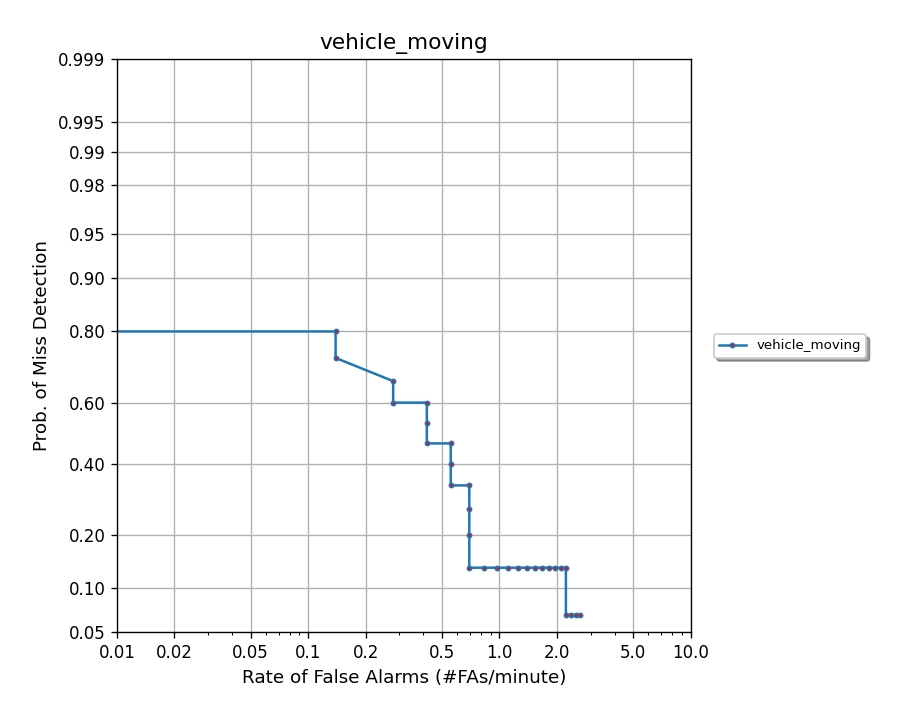 vehicle_moving
0.999
0.995
0.99
0.98
0.95
0.90
0.80
0.60
0.40
0.20
0.10
0.05
Prob. of Miss Detection
0.01 0.02 0.05 0.1 0.2 0.5 1.0 2.0 5.0 10.0
Rate of False Alarms (#FAs/minute)
vehicle_moving